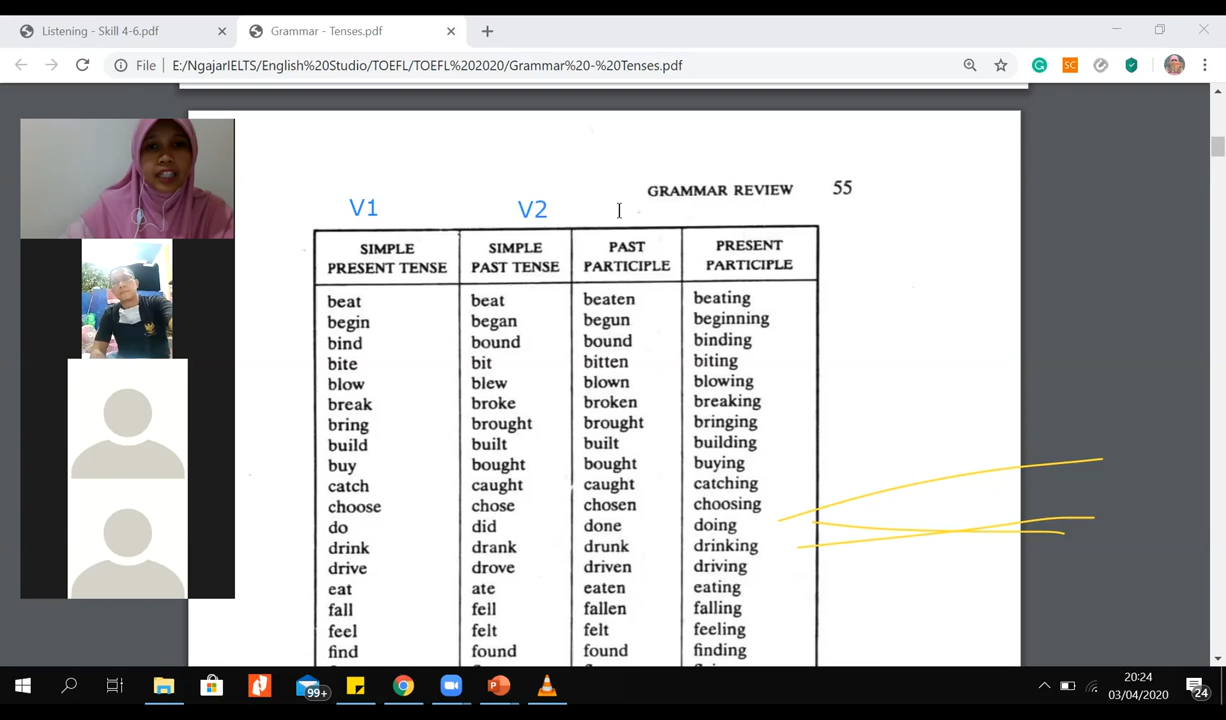 Listening - Skill 4-6.pdf
Grammar - Tenses.pdf
File
E:/NgajarIELTS/English%20Studio/TOEFL/TOEFL%202020/Grammar%20-%20Tenses.pdf
SC
GRAMMAR REVIEW 55
V1 V2
SIMPLE PRESENT TENSE SIMPLE PAST TENSE PAST PARTICIPLE PRESENT PARTICIPLE
beat beat beaten beating
begin began begun beginning
bind bound bound binding
bite bit bitten biting
blow blew blown blowing
break broke broken breaking
bring brought brought bringing
build built built building
buy bought bought buying
catch caught caught catching
choose chose chosen choosing
do did done doing
drink drank drunk drinking
drive drove driven driving
eat ate eaten eating
fall fell fallen falling
feel felt felt feeling
find found found finding
99+
20:24
03/04/2020
24